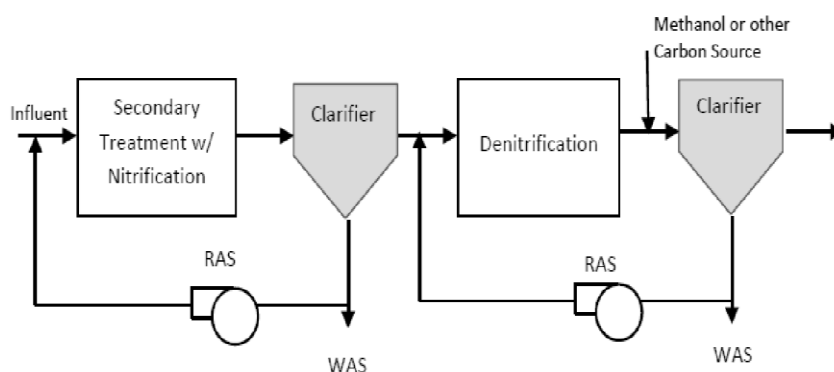 Methanol or other
Carbon Source
Influent
Secondary
Treatment w/
Nitrification
Clarifier
Denitrification
Clarifier
RAS
RAS
WAS
WAS